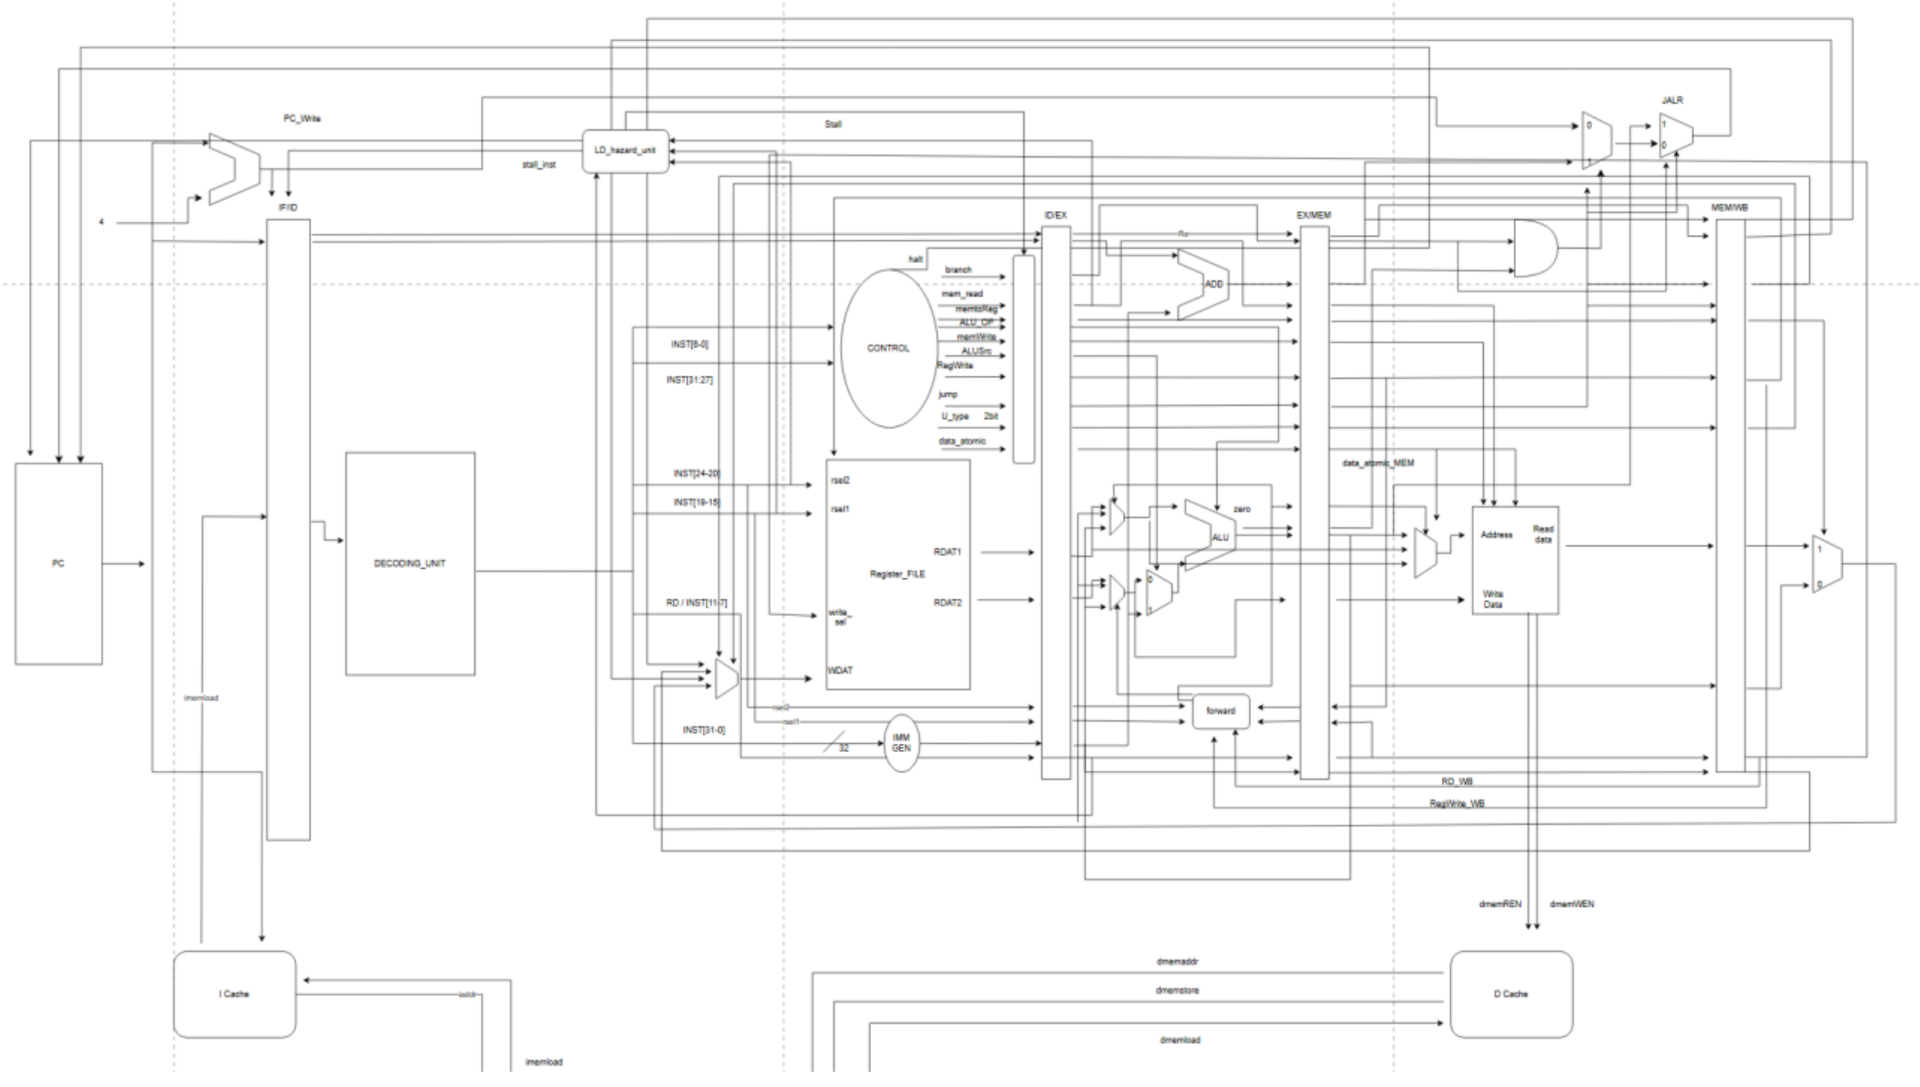 JALR
PC_Write
Stall
0
1
LD_hazard_unit
1
0
stall_inst
4
IF/ID
ID/EX
EX/MEM
MEM/WB
halt
branch
ADD
mem_read
memtoReg
ALU_OP
memWrite
ALUSrc
RegWrite
CONTROL
INST[6-0]
INST[31:27]
jump
U_type 2bit
data_atomic
data_atomic_MEM
INST[24-20]
rsel2
INST[19-15]
rsel1
zero
ALU
Address
Read
data
1
0
PC
DECODING_UNIT
RDAT1
Register_FILE
0
1
RD / INST[11-7]
RDAT2
write_
sel
Write
Data
WDAT
imemload
rsel2
rsel1
forward
INST[31-0]
32
IMM
GEN
RD_WB
RegWrite_WB
dmemREN
dmemWEN
dmemaddr
I Cache
iaddr
dmemstore
D Cache
dmemload
imemload